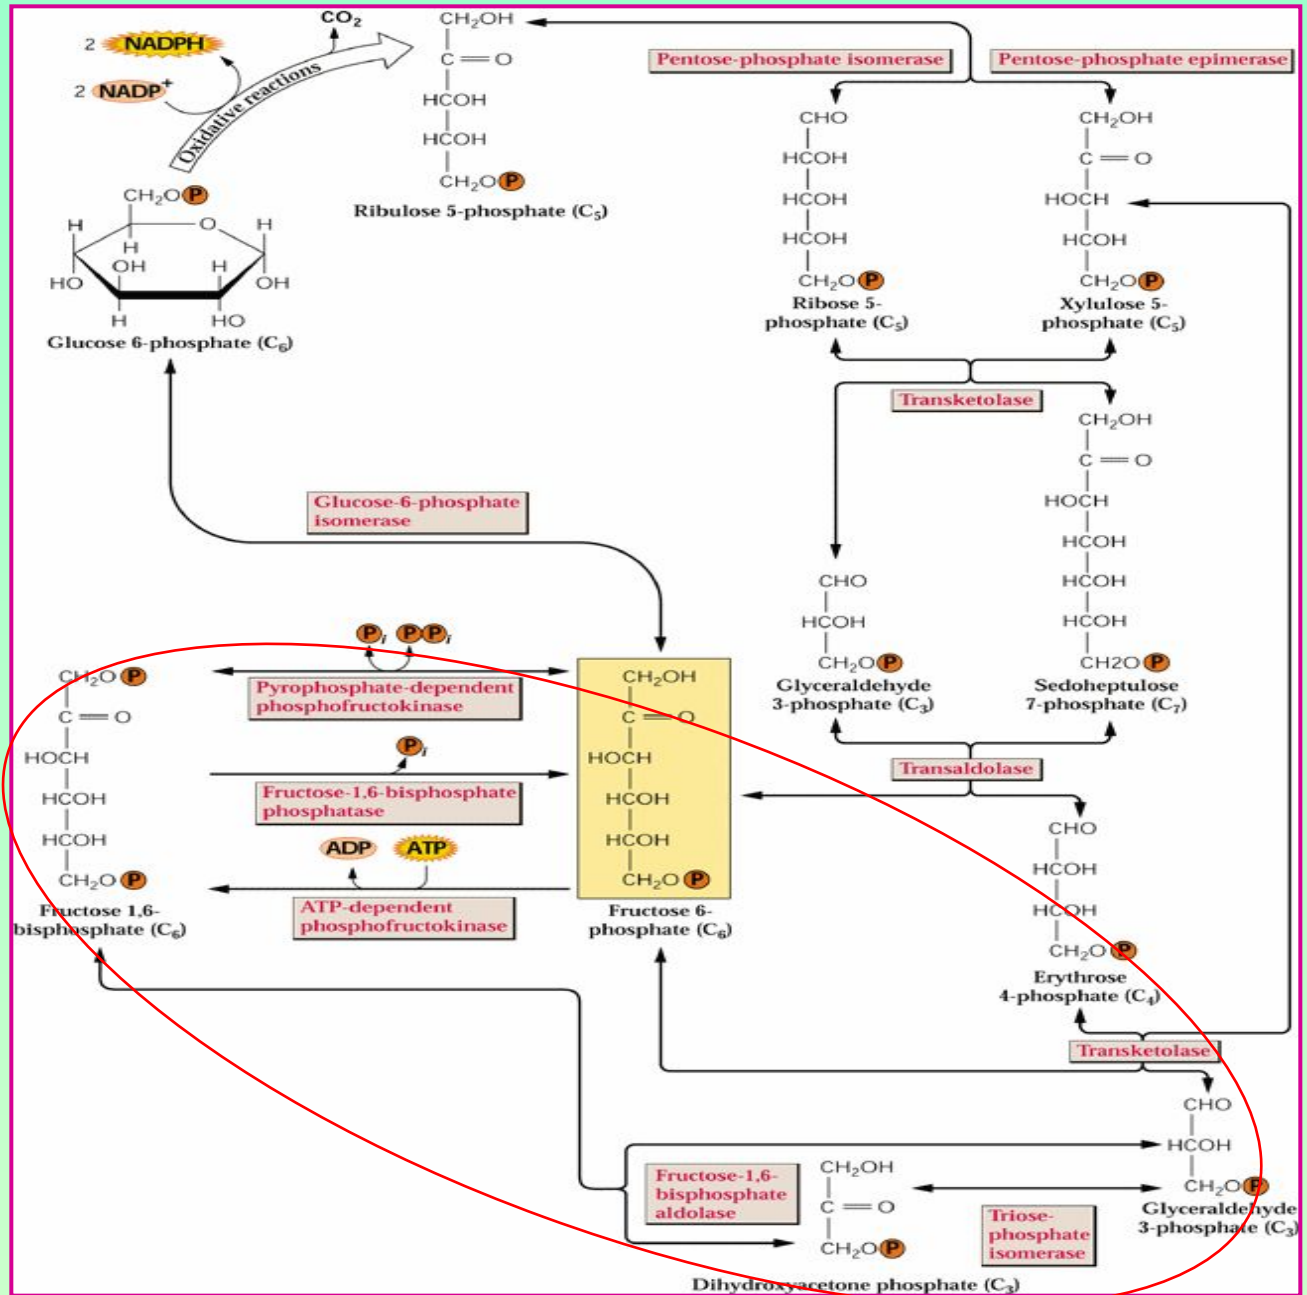 CO₂
2 NADPH
2 NADP⁺
Oxidative reactions
CH₂OH
C=O
HCOH
HCOH
CH₂O P
Ribulose 5-phosphate (C₅)
Pentose-phosphate isomerase
Pentose-phosphate epimerase
CHO
HCOH
HCOH
HCOH
CH₂O P
Ribose 5-
phosphate (C₅)
CH₂OH
C=O
HOCH
HCOH
CH₂O P
Xylulose 5-
phosphate (C₅)
CH₂O P
H
O
H
H
OH
H
HO
OH
H
HO
Glucose 6-phosphate (C₆)
Transketolase
CH₂OH
C=O
HOCH
HCOH
HCOH
HCOH
CH2O P
Sedoheptulose
7-phosphate (C₇)
Glucose-6-phosphate
isomerase
CHO
HCOH
CH₂O P
Glyceraldehyde
3-phosphate (C₃)
Pᵢ PPᵢ
Pyrophosphate-dependent
phosphofructokinase
Pᵢ
Fructose-1,6-bisphosphate
phosphatase
ADP ATP
ATP-dependent
phosphofructokinase
CH₂O P
C=O
HOCH
HCOH
HCOH
CH₂O P
Fructose 1,6-
bisphosphate (C₆)
CH₂OH
C=O
HOCH
HCOH
HCOH
CH₂O P
Fructose 6-
phosphate (C₆)
Transaldolase
CHO
HCOH
HCOH
CH₂O P
Erythrose
4-phosphate (C₄)
Transketolase
CHO
HCOH
CH₂O P
Glyceraldehyde
3-phosphate (C₃)
Fructose-1,6-
bisphosphate
aldolase
CH₂OH
C=O
CH₂O P
Dihydroxyacetone phosphate (C₃)
Triose-
phosphate
isomerase